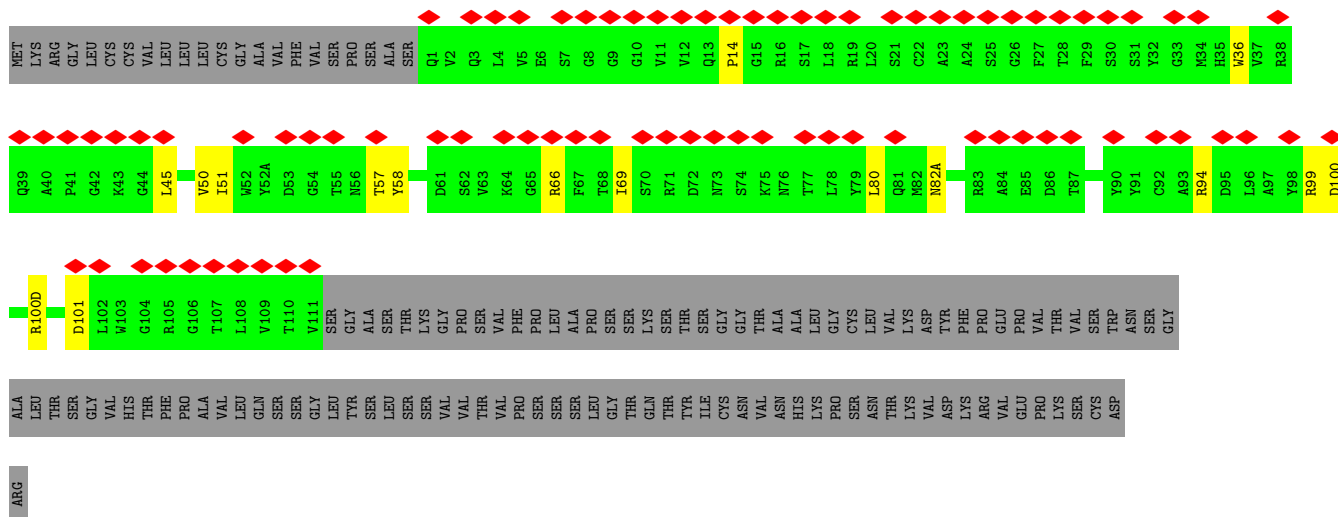 MET LYS ARG GLY LEU CYS CYS VAL LEU LEU LEU CYS GLY ALA VAL PHE VAL SER PRO SER ALA SER Q1 V2 Q3 L4 V5 E6 S7 G8 G9 G10 V11 V12 Q13 P14 G15 R16 S17 L18 R19 L20 S21 C22 A23 A24 S25 G26 F27 T28 F29 S30 S31 Y32 G33 M34 H35 W36 V37 R38
Q39 A40 P41 G42 K43 G44 L45 V50 I51 W52 Y52A D53 G54 T55 N56 T57 Y58 D61 S62 V63 K64 G65 R66 F67 T68 I69 S70 R71 D72 N73 S74 K75 N76 T77 L78 Y79 L80 Q81 M82 N82A R83 A84 E85 D86 T87 Y90 Y91 C92 A93 R94 D95 L96 A97 Y98 R99 D100
R100D D101 L102 W103 G104 R105 G106 T107 L108 V109 T110 V111 SER GLY ALA SER THR LYS GLY PRO SER VAL PHE PRO LEU ALA PRO SER SER LYS SER THR SER GLY GLY THR ALA ALA LEU GLY CYS LEU VAL LYS ASP TYR PHE PRO GLU PRO VAL THR VAL SER TRP ASN SER GLY
ALA LEU THR SER GLY VAL HIS THR PHE PRO ALA VAL LEU GLN SER SER GLY LEU TYR SER LEU SER SER VAL VAL THR VAL PRO SER SER SER LEU GLY THR GLN THR TYR ILE CYS ASN VAL ASN HIS LYS PRO SER ASN THR LYS VAL ASP LYS ARG VAL GLU PRO LYS SER CYS ASP
ARG